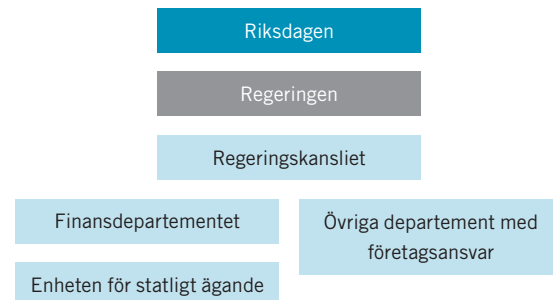 Riksdagen
Regeringen
Regeringskansliet
Finansdepartementet
Övriga departement med
företagsansvar
Enheten för statligt ägande